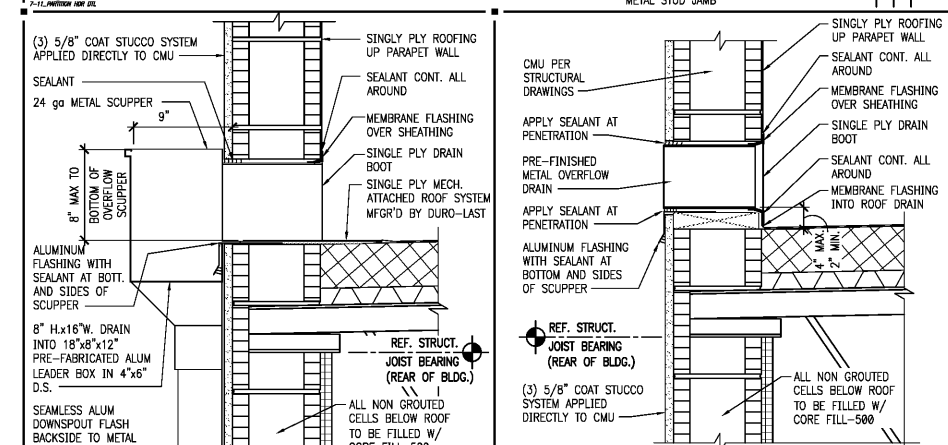 7-11_PARTITION HDR DTL
METAL STUD JAMB
(3) 5/8" COAT STUCCO SYSTEM
APPLIED DIRECTLY TO CMU
SEALANT
24 ga METAL SCUPPER
9"
8" MAX TO
BOTTOM OF
OVERFLOW
SCUPPER
ALUMINUM
FLASHING WITH
SEALANT AT BOTT.
AND SIDES OF
SCUPPER
8" H.x16"W. DRAIN
INTO 18"x8"x12"
PRE-FABRICATED ALUM
LEADER BOX IN 4"x6"
D.S.
SEAMLESS ALUM
DOWNSPOUT FLASH
BACKSIDE TO METAL
SINGLY PLY ROOFING
UP PARAPET WALL
SEALANT CONT. ALL
AROUND
MEMBRANE FLASHING
OVER SHEATHING
SINGLE PLY DRAIN
BOOT
SINGLE PLY MECH.
ATTACHED ROOF SYSTEM
MFGR'D BY DURO-LAST
REF. STRUCT.
JOIST BEARING
(REAR OF BLDG.)
ALL NON GROUTED
CELLS BELOW ROOF
TO BE FILLED W/
CORE FILL-500
CMU PER
STRUCTURAL
DRAWINGS
APPLY SEALANT AT
PENETRATION
PRE-FINISHED
METAL OVERFLOW
DRAIN
APPLY SEALANT AT
PENETRATION
ALUMINUM FLASHING
WITH SEALANT AT
BOTTOM AND SIDES
OF SCUPPER
REF. STRUCT.
JOIST BEARING
(REAR OF BLDG.)
(3) 5/8" COAT STUCCO
SYSTEM APPLIED
DIRECTLY TO CMU
SINGLY PLY ROOFING
UP PARAPET WALL
SEALANT CONT. ALL
AROUND
MEMBRANE FLASHING
OVER SHEATHING
SINGLE PLY DRAIN
BOOT
SEALANT CONT. ALL
AROUND
MEMBRANE FLASHING
INTO ROOF DRAIN
4" MAX.
2" MIN.
ALL NON GROUTED
CELLS BELOW ROOF
TO BE FILLED W/
CORE FILL-500